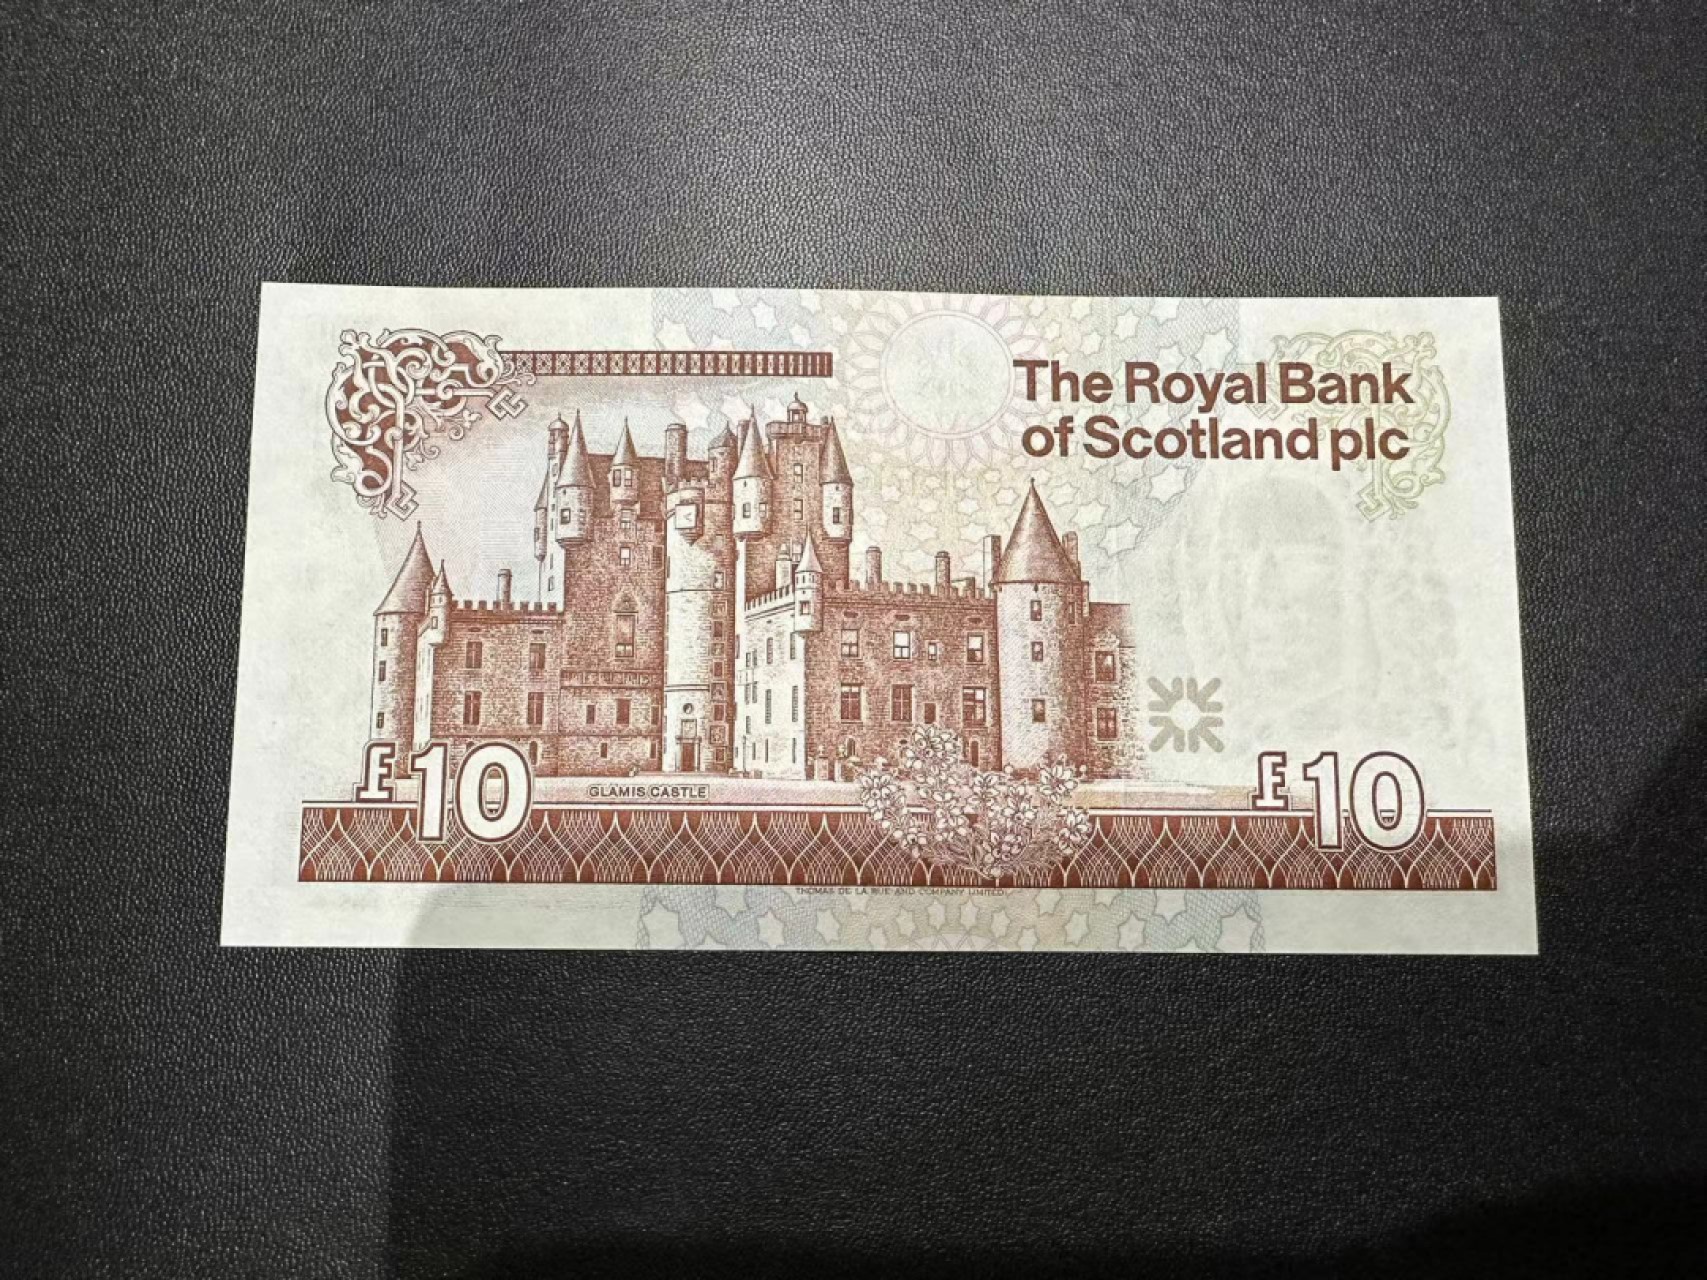 The Royal Bank
of Scotland plc
£10
GLAMIS CASTLE
£10
THOMAS DE LA RUE AND COMPANY LIMITED